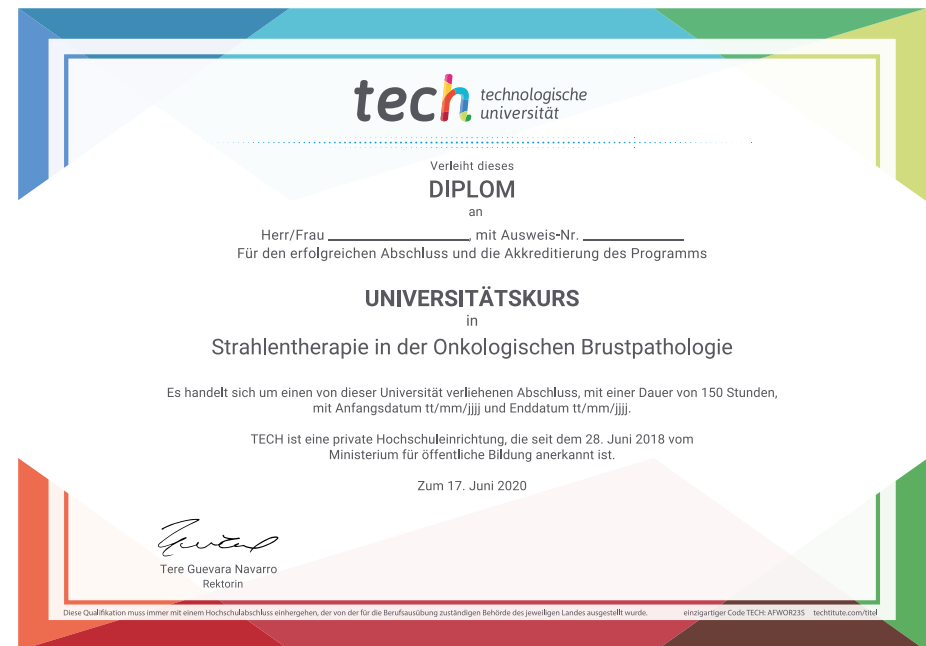 tech technologische
universität
Verleiht dieses
DIPLOM
an
Herr/Frau ____________________, mit Ausweis-Nr. ______________
Für den erfolgreichen Abschluss und die Akkreditierung des Programms
UNIVERSITÄTSKURS
in
Strahlentherapie in der Onkologischen Brustpathologie
Es handelt sich um einen von dieser Universität verliehenen Abschluss, mit einer Dauer von 150 Stunden,
mit Anfangsdatum tt/mm/jjjj und Enddatum tt/mm/jjjj.
TECH ist eine private Hochschuleinrichtung, die seit dem 28. Juni 2018 vom
Ministerium für öffentliche Bildung anerkannt ist.
Zum 17. Juni 2020
Tere Guevara Navarro
Rektorin
Diese Qualifikation muss immer mit einem Hochschulabschluss einhergehen, der von der für die Berufsausübung zuständigen Behörde des jeweiligen Landes ausgestellt wurde. einzigartiger Code TECH: AFWOR23S techtitute.com/titel